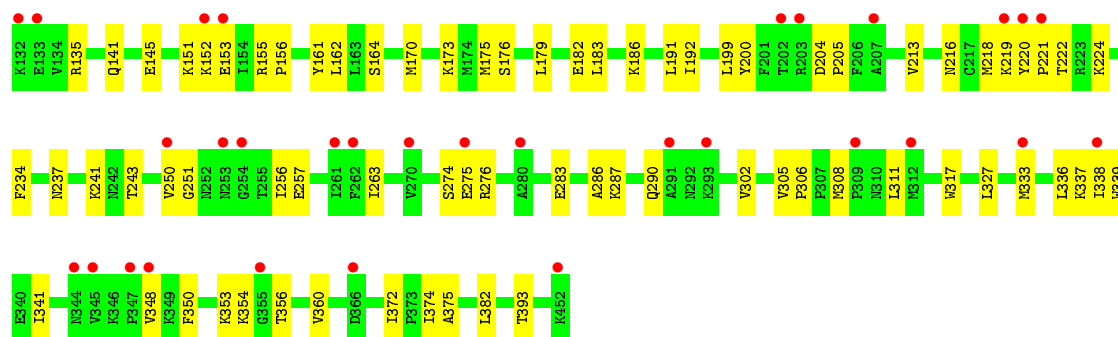 K132 E133 V134 R135 Q141 E145 K151 K152 E153 I154 R155 P156 Y161 L162 L163 S164 M170 K173 M174 M175 S176 L179 E182 L183 K186 L191 I192 L199 Y200 F201 T202 R203 D204 P205 F206 A207 V213 N216 C217 M218 K219 Y220 P221 T222 R223 K224
F234 N237 K241 N242 T243 V250 G251 N252 N253 G254 T255 I256 E257 I261 F262 I263 V270 S274 E275 R276 A280 E283 A286 K287 Q290 A291 N292 K293 V302 V305 P306 P307 M308 P309 N310 L311 M312 W317 L327 M333 L336 K337 I338
E340 I341 N344 V345 K346 P347 V348 K349 F350 K353 K354 G355 T356 V360 D366 I372 P373 I374 A375 L382 T393 K452